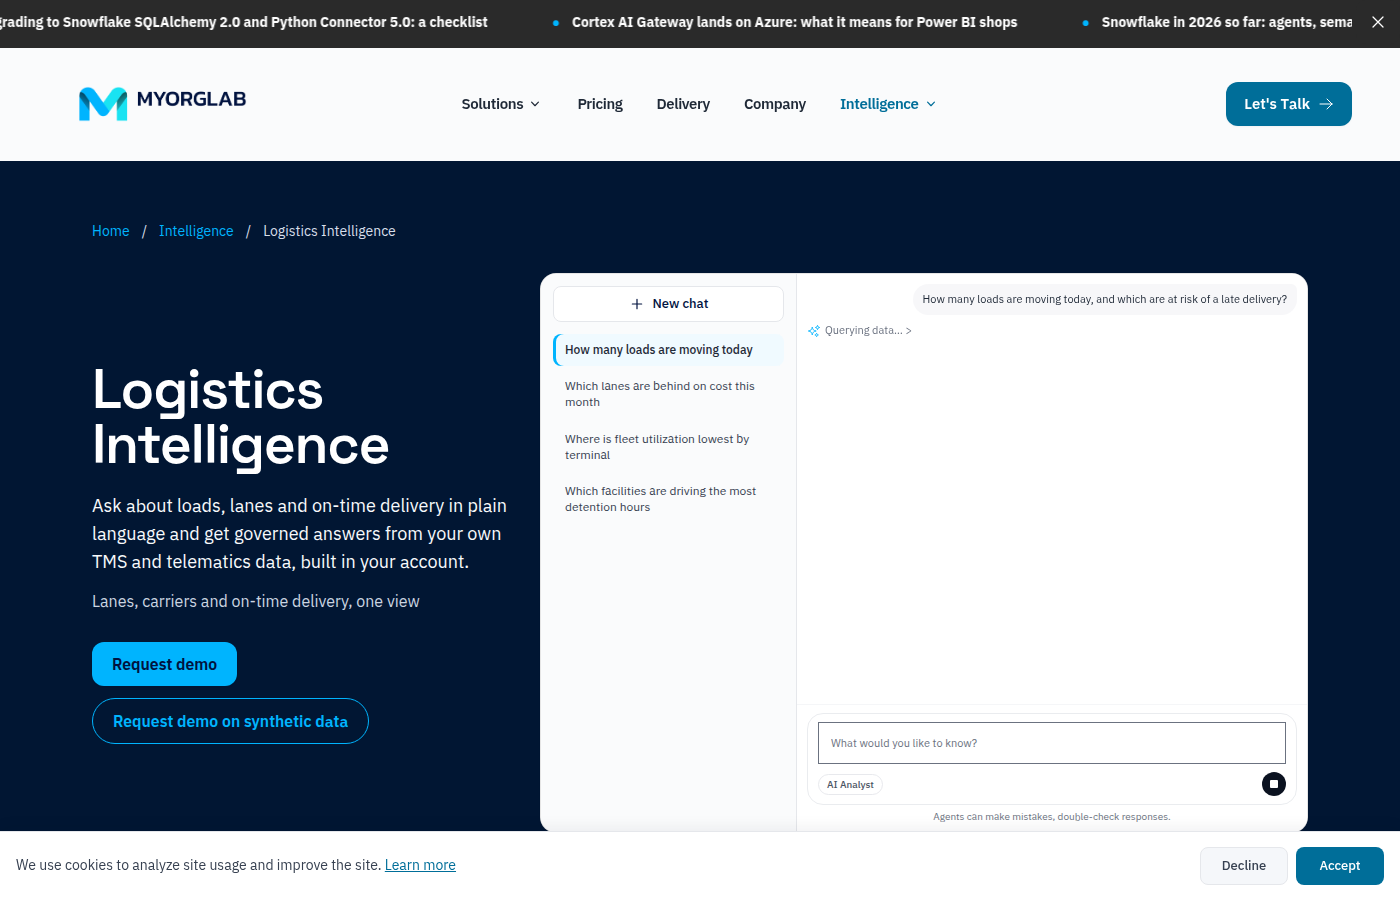 grading to Snowflake SQLAlchemy 2.0 and Python Connector 5.0: a checklist
Cortex AI Gateway lands on Azure: what it means for Power BI shops
Snowflake in 2026 so far: agents, sema
MYORGLAB
Solutions
Pricing
Delivery
Company
Intelligence
Let's Talk
Home / Intelligence / Logistics Intelligence
Logistics
Intelligence
Ask about loads, lanes and on-time delivery in plain
language and get governed answers from your own
TMS and telematics data, built in your account.
Lanes, carriers and on-time delivery, one view
Request demo
Request demo on synthetic data
New chat
How many loads are moving today
Which lanes are behind on cost this
month
Where is fleet utilization lowest by
terminal
Which facilities are driving the most
detention hours
How many loads are moving today, and which are at risk of a late delivery?
Querying data... >
What would you like to know?
AI Analyst
Agents can make mistakes, double-check responses.
We use cookies to analyze site usage and improve the site. Learn more
Decline
Accept